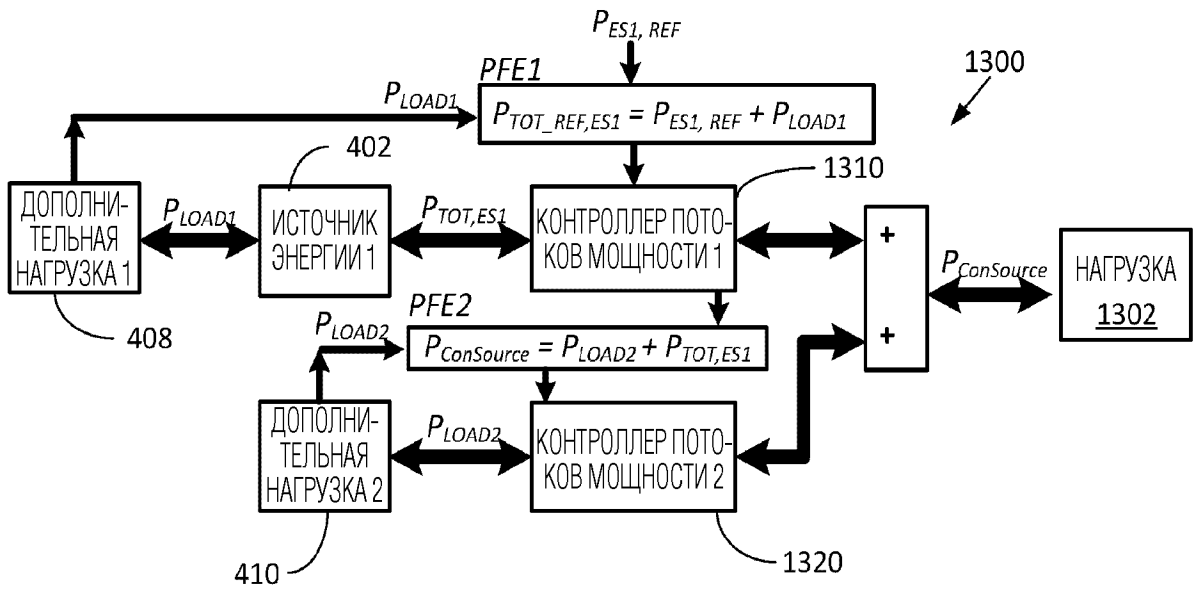 P_ES1, REF
1300
PFE1
P_LOAD1
P_TOT_REF,ES1 = P_ES1, REF + P_LOAD1
402
1310
ДОПОЛНИ-
ТЕЛЬНАЯ
НАГРУЗКА 1
P_LOAD1
ИСТОЧНИК
ЭНЕРГИИ 1
P_TOT,ES1
КОНТРОЛЛЕР ПОТО-
КОВ МОЩНОСТИ 1
+
+
P_ConSource
НАГРУЗКА
1302
408
PFE2
P_LOAD2
P_ConSource = P_LOAD2 + P_TOT,ES1
ДОПОЛНИ-
ТЕЛЬНАЯ
НАГРУЗКА 2
P_LOAD2
КОНТРОЛЛЕР ПОТО-
КОВ МОЩНОСТИ 2
410
1320